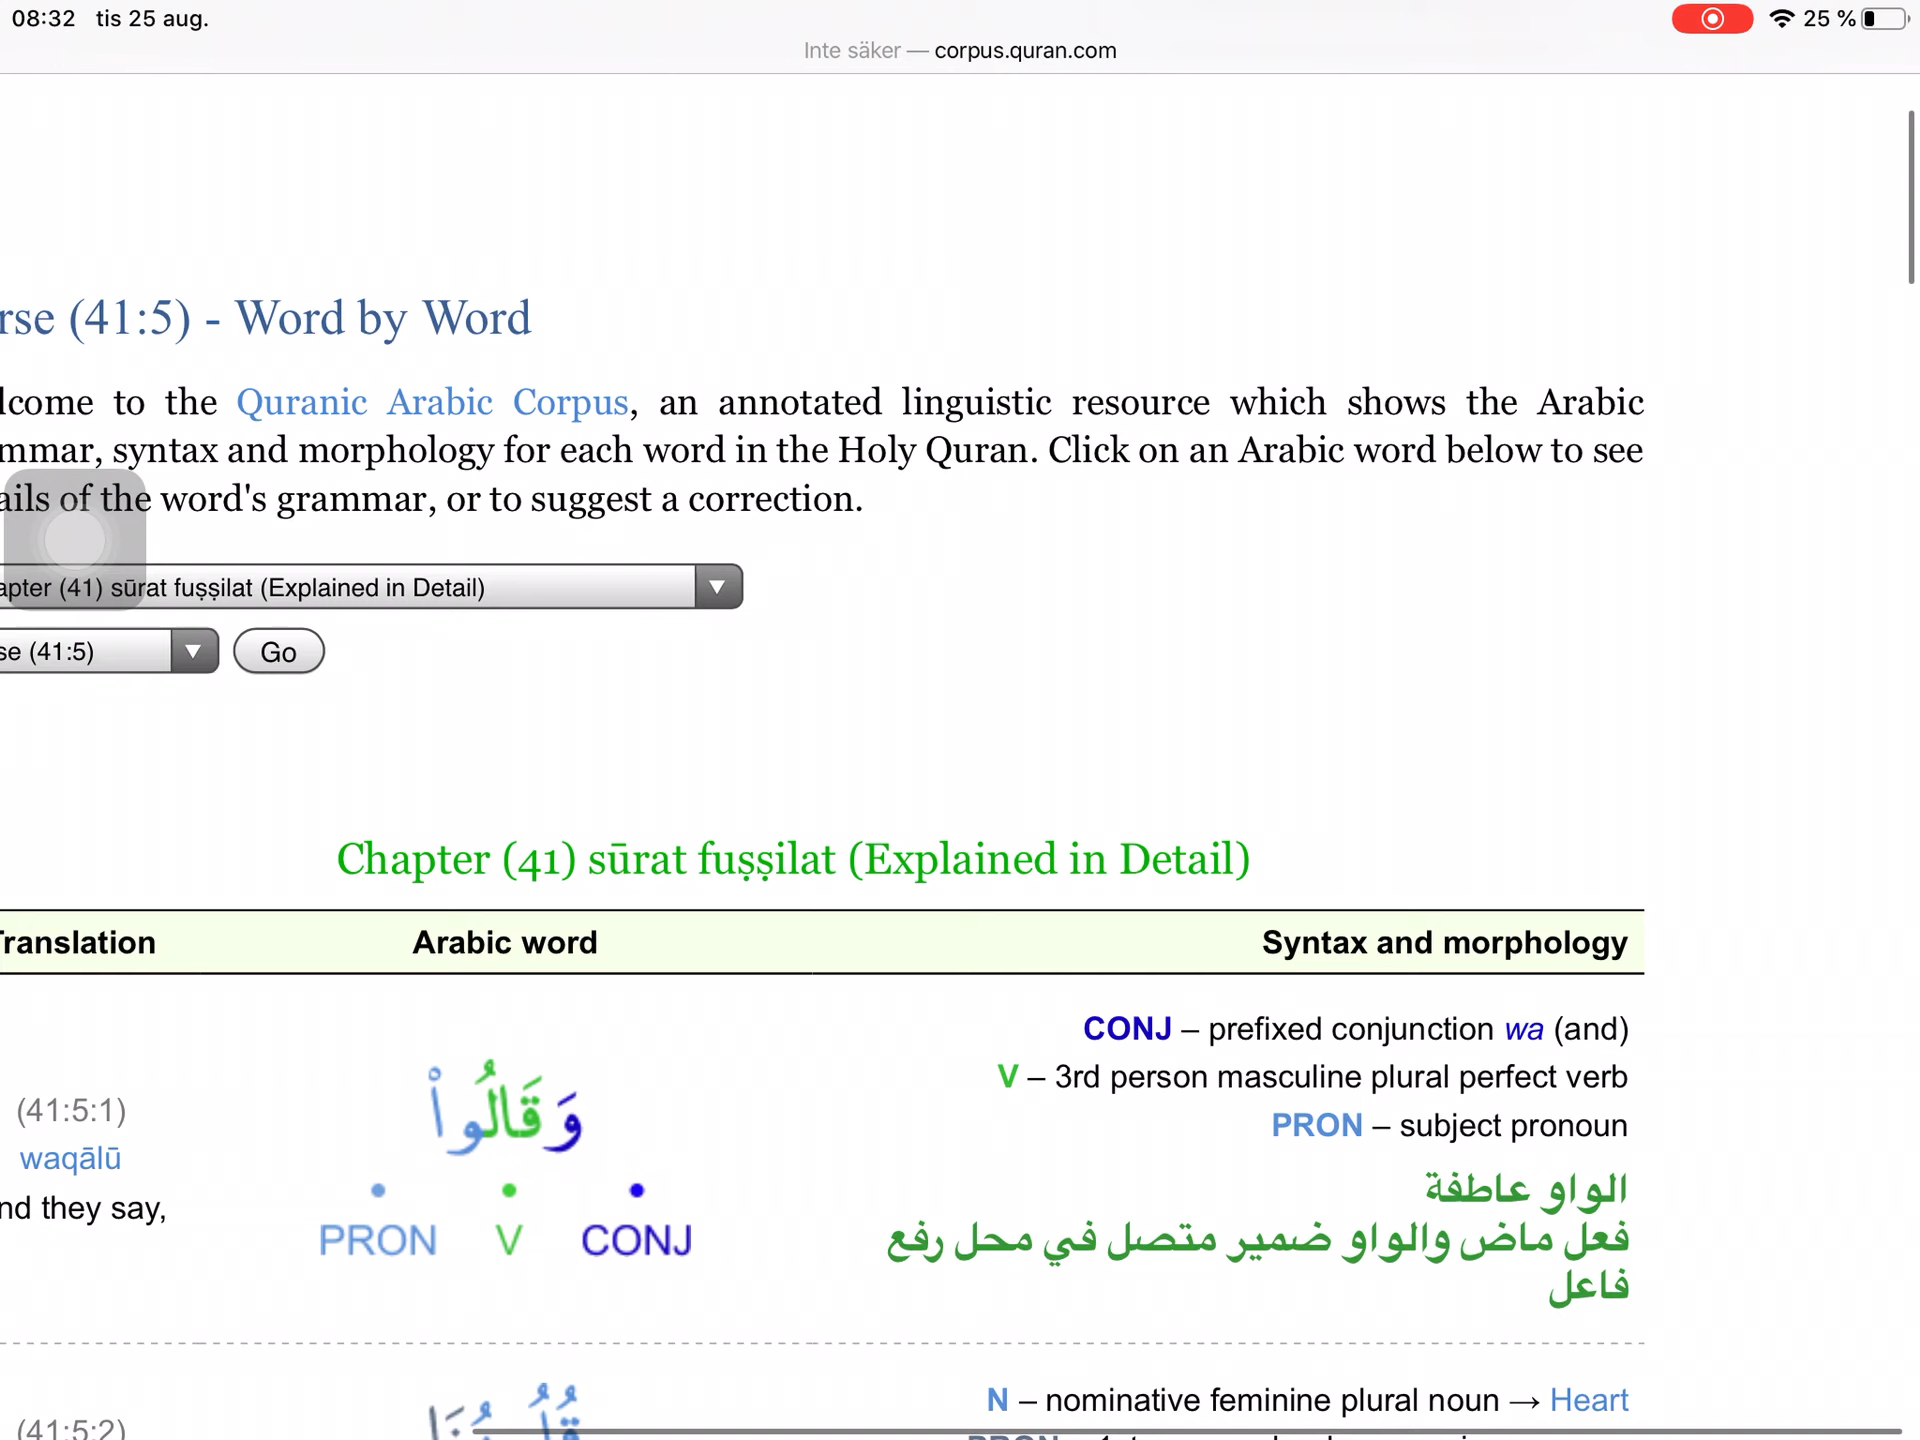 08:32 tis 25 aug.
25 %
Inte säker — corpus.quran.com
rse (41:5) - Word by Word
lcome to the Quranic Arabic Corpus, an annotated linguistic resource which shows the Arabic
mmar, syntax and morphology for each word in the Holy Quran. Click on an Arabic word below to see
ails of the word's grammar, or to suggest a correction.
apter (41) sūrat fuṣṣilat (Explained in Detail)
se (41:5)
Go
Chapter (41) sūrat fuṣṣilat (Explained in Detail)
Translation Arabic word Syntax and morphology
(41:5:1)
waqālū
nd they say,
وَقَالُوا۟
PRON V CONJ
CONJ – prefixed conjunction wa (and)
V – 3rd person masculine plural perfect verb
PRON – subject pronoun
الواو عاطفة
فعل ماض والواو ضمير متصل في محل رفع
فاعل
(41:5:2)
N – nominative feminine plural noun → Heart